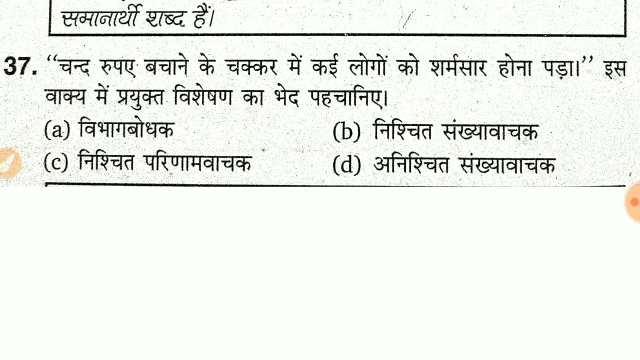 समानार्थी शब्द हैं।
37. “चन्द रुपए बचाने के चक्कर में कई लोगों को शर्मसार होना पड़ा।” इस
वाक्य में प्रयुक्त विशेषण का भेद पहचानिए।
(a) विभागबोधक (b) निश्चित संख्यावाचक
(c) निश्चित परिणामवाचक (d) अनिश्चित संख्यावाचक